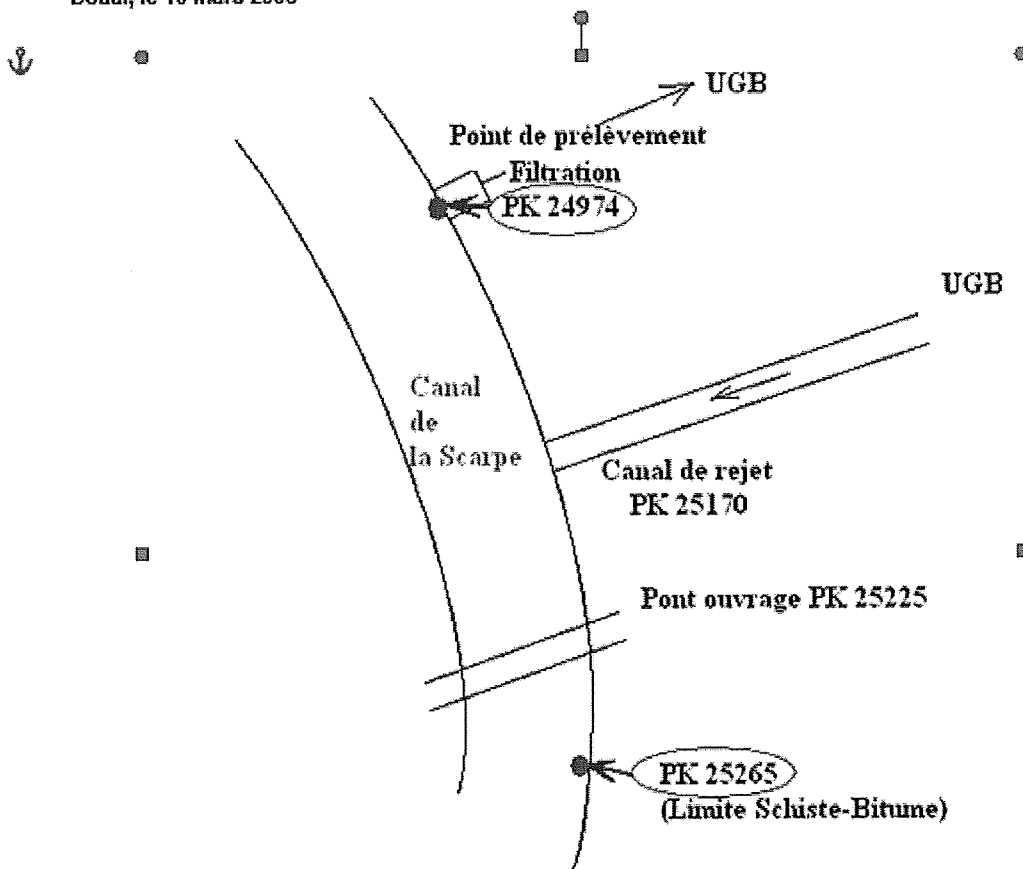 UGB
Point de prélèvement
Filtration
PK 24974
UGB
Canal
de
la Scarpe
Canal de rejet
PK 25170
Pont ouvrage PK 25225
PK 25265
(Limite Schiste-Bitume)